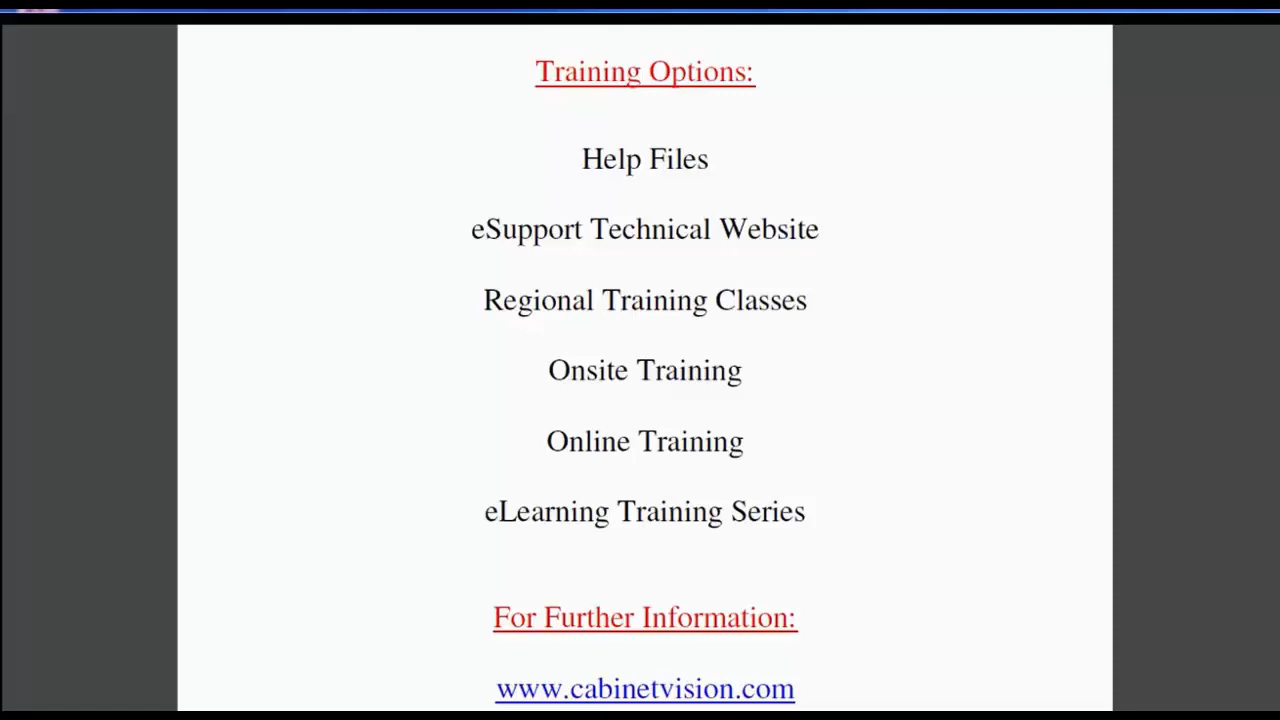 Training Options:
Help Files
eSupport Technical Website
Regional Training Classes
Onsite Training
Online Training
eLearning Training Series
For Further Information:
www.cabinetvision.com